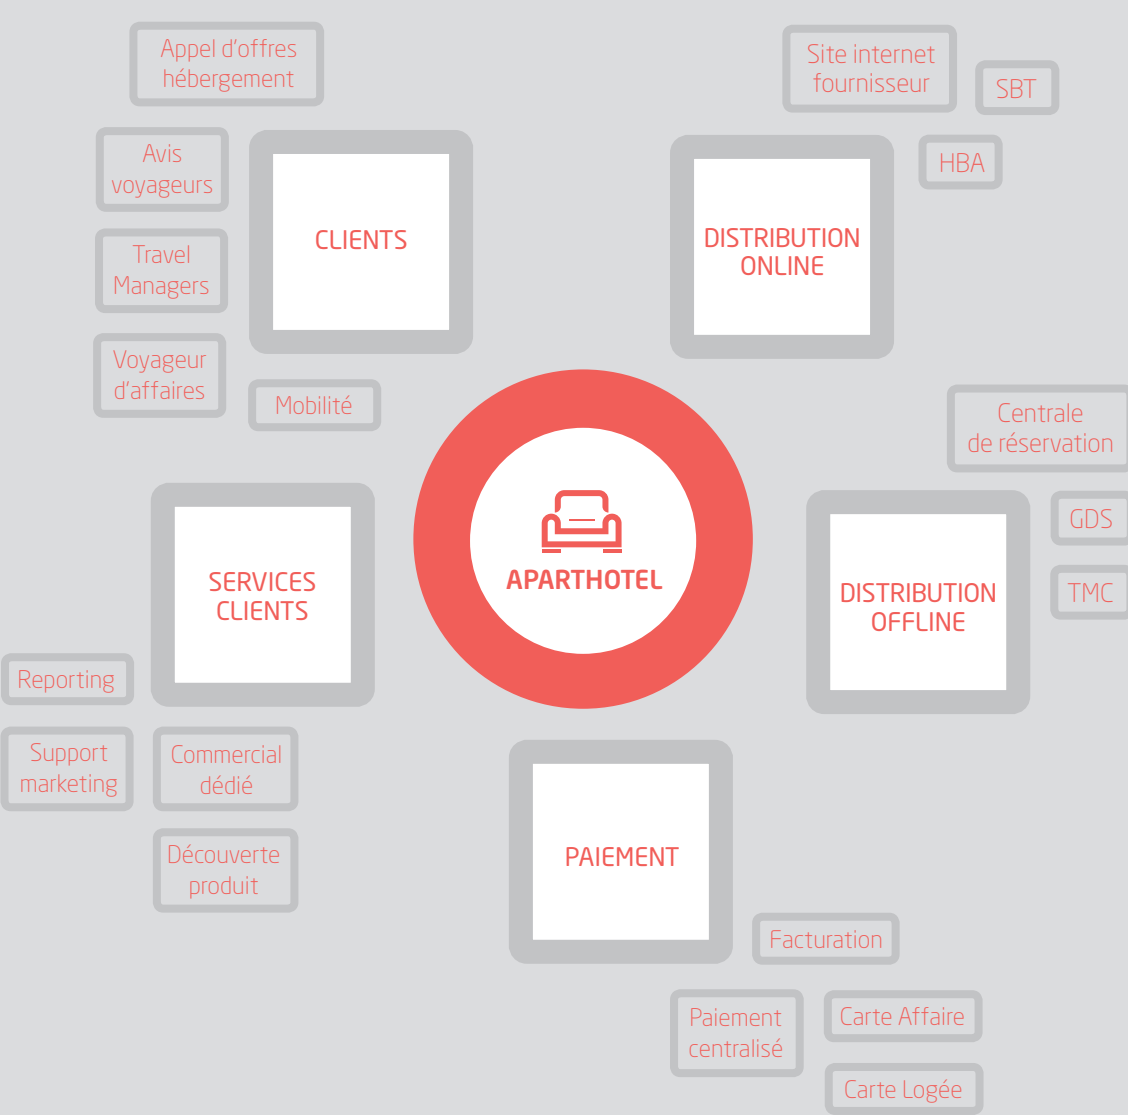 Appel d'offres
hébergement
Avis
voyageurs
Travel
Managers
Voyageur
d'affaires
Mobilité
CLIENTS
Site internet
fournisseur
SBT
HBA
DISTRIBUTION
ONLINE
Centrale
de réservation
GDS
TMC
DISTRIBUTION
OFFLINE
APARTHOTEL
SERVICES
CLIENTS
Reporting
Support
marketing
Commercial
dédié
Découverte
produit
PAIEMENT
Facturation
Paiement
centralisé
Carte Affaire
Carte Logée